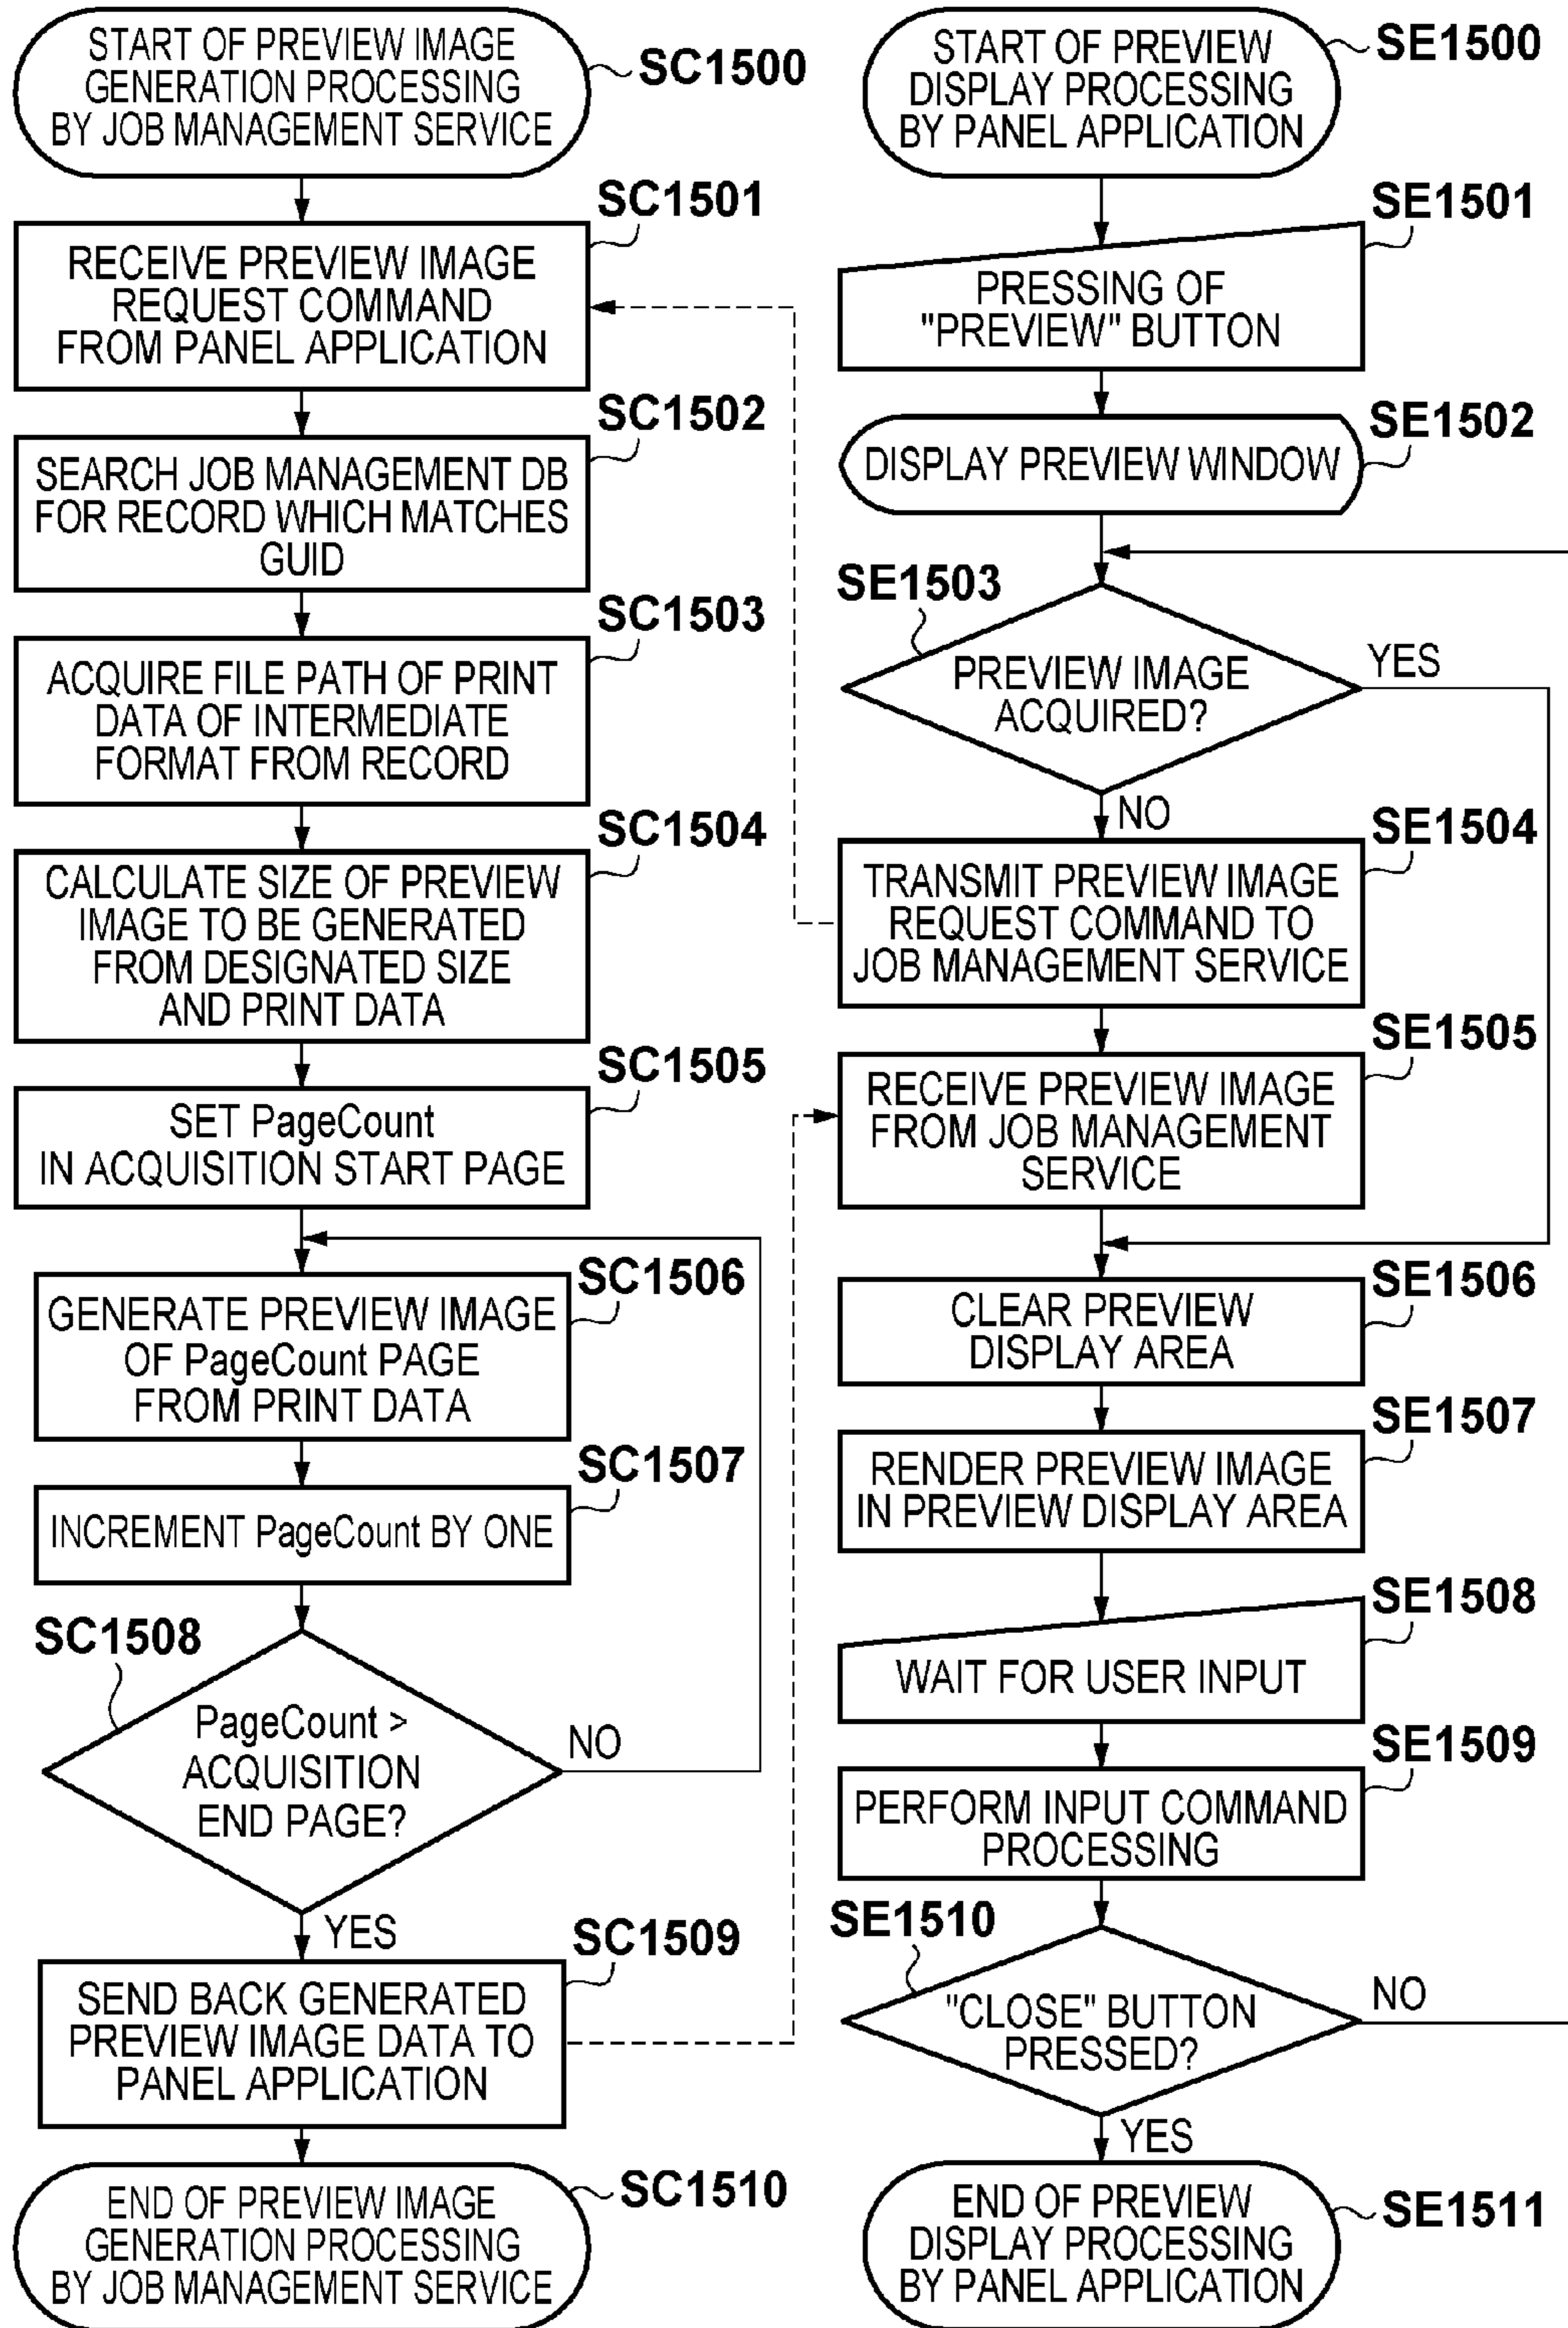 START OF PREVIEW IMAGE
GENERATION PROCESSING
BY JOB MANAGEMENT SERVICE
SC1500
SC1501
RECEIVE PREVIEW IMAGE
REQUEST COMMAND
FROM PANEL APPLICATION
SC1502
SEARCH JOB MANAGEMENT DB
FOR RECORD WHICH MATCHES
GUID
SC1503
ACQUIRE FILE PATH OF PRINT
DATA OF INTERMEDIATE
FORMAT FROM RECORD
SC1504
CALCULATE SIZE OF PREVIEW
IMAGE TO BE GENERATED
FROM DESIGNATED SIZE
AND PRINT DATA
SC1505
SET PageCount
IN ACQUISITION START PAGE
SC1506
GENERATE PREVIEW IMAGE
OF PageCount PAGE
FROM PRINT DATA
SC1507
INCREMENT PageCount BY ONE
SC1508
PageCount >
ACQUISITION
END PAGE?
NO
YES
SC1509
SEND BACK GENERATED
PREVIEW IMAGE DATA TO
PANEL APPLICATION
SC1510
END OF PREVIEW IMAGE
GENERATION PROCESSING
BY JOB MANAGEMENT SERVICE
START OF PREVIEW
DISPLAY PROCESSING
BY PANEL APPLICATION
SE1500
SE1501
PRESSING OF
"PREVIEW" BUTTON
SE1502
DISPLAY PREVIEW WINDOW
SE1503
PREVIEW IMAGE
ACQUIRED?
YES
NO
SE1504
TRANSMIT PREVIEW IMAGE
REQUEST COMMAND TO
JOB MANAGEMENT SERVICE
SE1505
RECEIVE PREVIEW IMAGE
FROM JOB MANAGEMENT
SERVICE
SE1506
CLEAR PREVIEW
DISPLAY AREA
SE1507
RENDER PREVIEW IMAGE
IN PREVIEW DISPLAY AREA
SE1508
WAIT FOR USER INPUT
SE1509
PERFORM INPUT COMMAND
PROCESSING
SE1510
"CLOSE" BUTTON
PRESSED?
NO
YES
SE1511
END OF PREVIEW
DISPLAY PROCESSING
BY PANEL APPLICATION